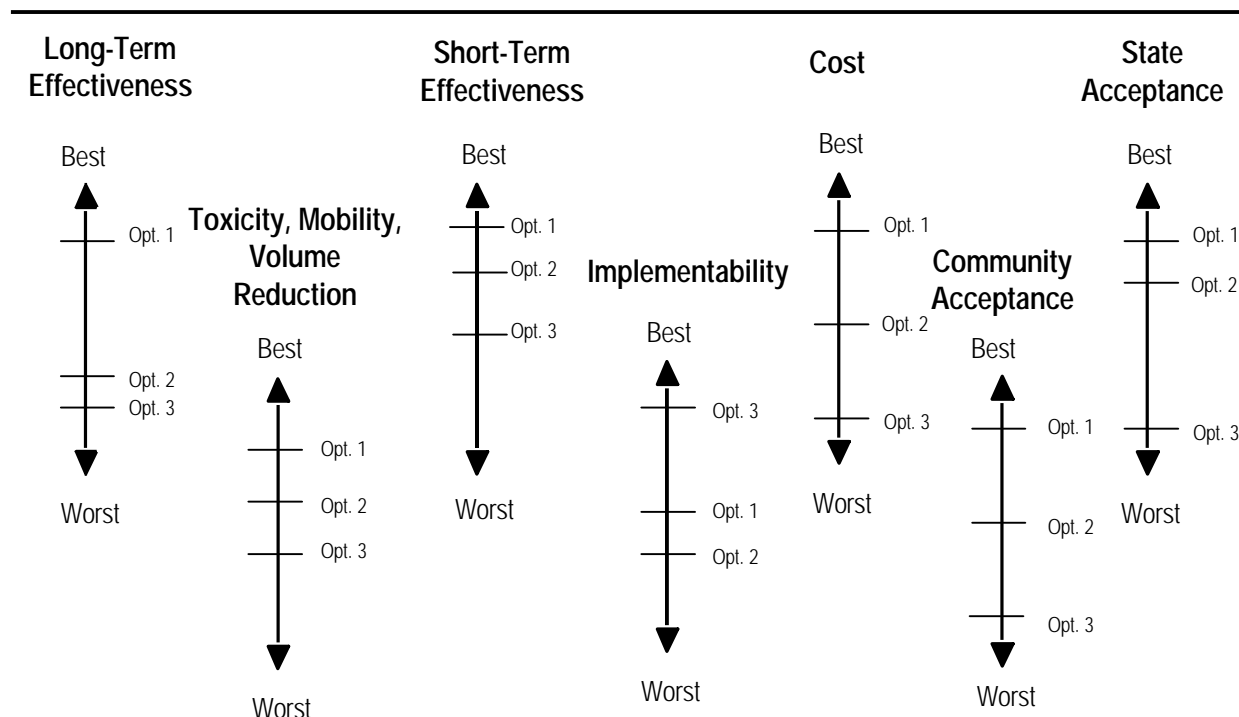 Long-Term
Effectiveness
Best
Opt. 1
Opt. 2
Opt. 3
Worst
Toxicity, Mobility,
Volume
Reduction
Best
Opt. 1
Opt. 2
Opt. 3
Worst
Short-Term
Effectiveness
Best
Opt. 1
Opt. 2
Opt. 3
Worst
Implementability
Best
Opt. 3
Opt. 1
Opt. 2
Worst
Cost
Best
Opt. 1
Opt. 2
Opt. 3
Worst
Community
Acceptance
Best
Opt. 1
Opt. 2
Opt. 3
Worst
State
Acceptance
Best
Opt. 1
Opt. 2
Opt. 3
Worst